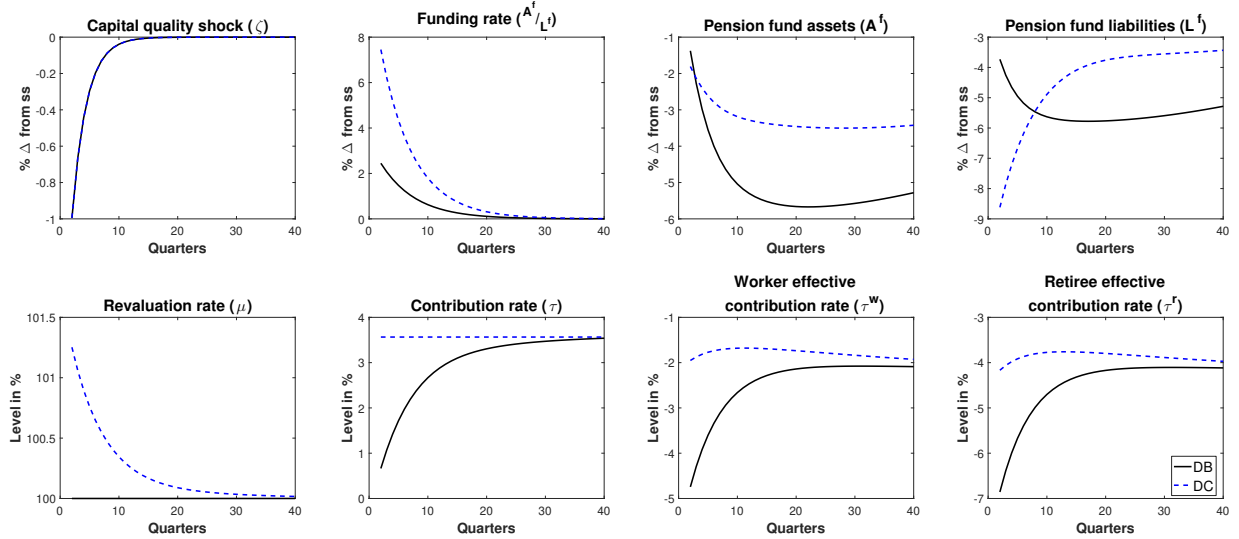 Capital quality shock (ζ)
% Δ from ss
0
-0.2
-0.4
-0.6
-0.8
-1
0 10 20 30 40
Quarters
Funding rate (A^f/L^f)
% Δ from ss
8
6
4
2
0
0 10 20 30 40
Quarters
Pension fund assets (A^f)
% Δ from ss
-1
-2
-3
-4
-5
-6
0 10 20 30 40
Quarters
Pension fund liabilities (L^f)
% Δ from ss
-3
-4
-5
-6
-7
-8
-9
0 10 20 30 40
Quarters
Revaluation rate (μ)
Level in %
101.5
101
100.5
100
0 10 20 30 40
Quarters
Contribution rate (τ)
Level in %
4
3
2
1
0
0 10 20 30 40
Quarters
Worker effective
contribution rate (τ^w)
Level in %
-1
-2
-3
-4
-5
0 10 20 30 40
Quarters
Retiree effective
contribution rate (τ^r)
Level in %
-3
-4
-5
-6
-7
0 10 20 30 40
Quarters
DB
DC